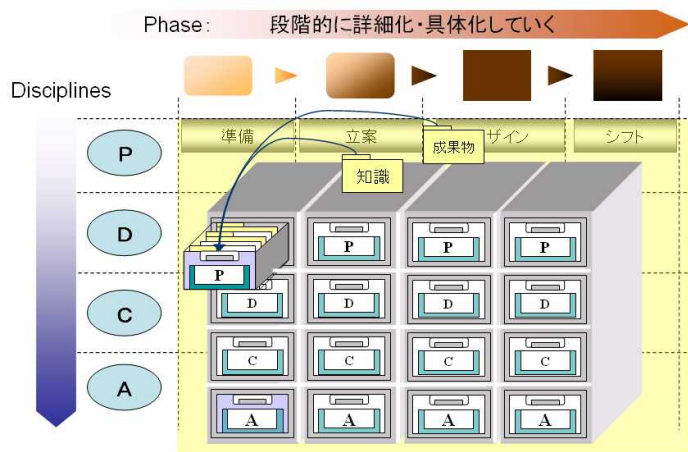 Phase: 段階的に詳細化・具体化していく
Disciplines
準備 立案 ザイン シフト
成果物
知識
P
D
C
A
P P P P
D D D D
C C C C
A A A A